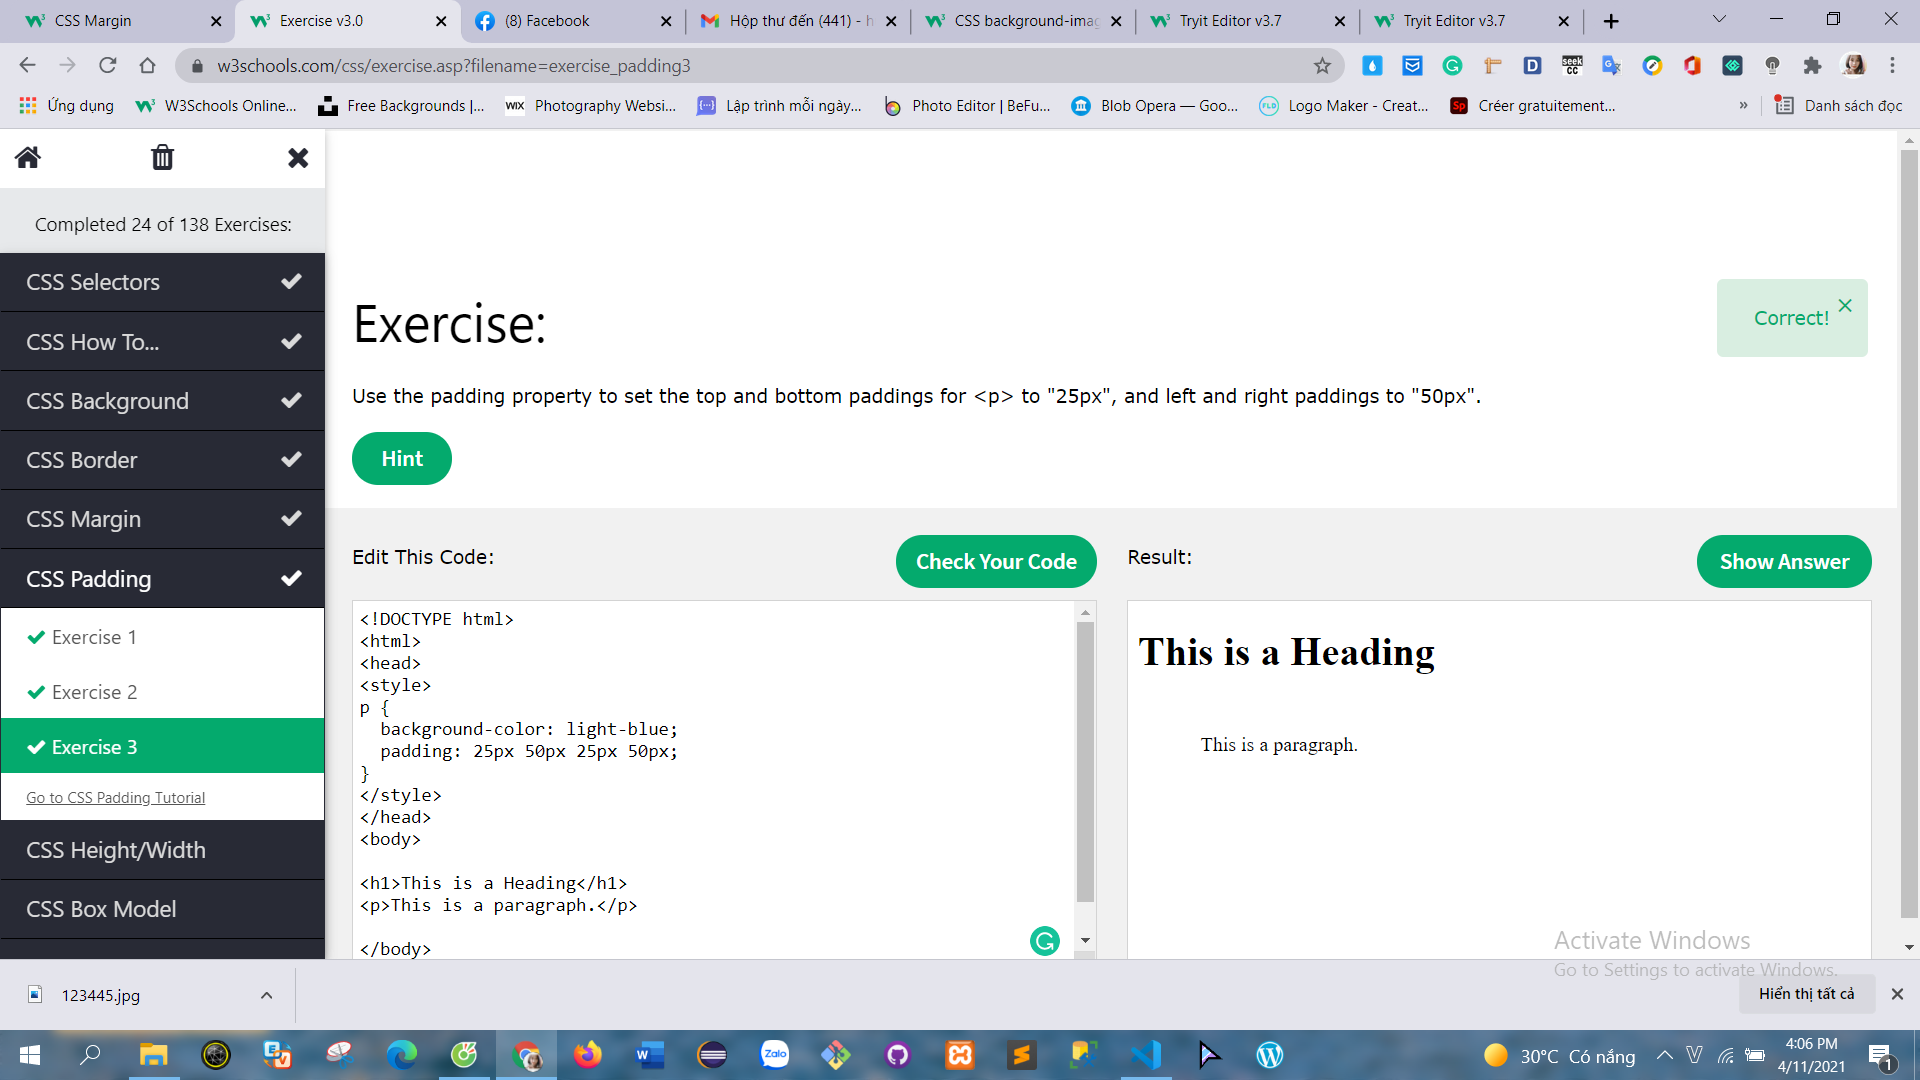 CSS Margin
Exercise v3.0
(8) Facebook
Hộp thư đến (441) - h
CSS background-imag
Tryit Editor v3.7
Tryit Editor v3.7
w3schools.com/css/exercise.asp?filename=exercise_padding3
Ứng dụng
W3Schools Online...
Free Backgrounds |...
WIX Photography Websi...
Lập trình mỗi ngày...
Photo Editor | BeFu...
Blob Opera — Goo...
FLD Logo Maker - Creat...
Sp Créer gratuitement...
»
Danh sách đọc
Completed 24 of 138 Exercises:
CSS Selectors
CSS How To...
CSS Background
CSS Border
CSS Margin
CSS Padding
Exercise 1
Exercise 2
Exercise 3
Go to CSS Padding Tutorial
CSS Height/Width
CSS Box Model
Exercise:
Correct!
Use the padding property to set the top and bottom paddings for <p> to "25px", and left and right paddings to "50px".
Hint
Edit This Code:
Check Your Code
Result:
Show Answer
<!DOCTYPE html>
<html>
<head>
<style>
p {
  background-color: light-blue;
  padding: 25px 50px 25px 50px;
}
</style>
</head>
<body>
<h1>This is a Heading</h1>
<p>This is a paragraph.</p>
</body>
This is a Heading
This is a paragraph.
Activate Windows
Go to Settings to activate Windows.
123445.jpg
Hiển thị tất cả
Zalo
30°C Có nắng
4:06 PM
4/11/2021
1